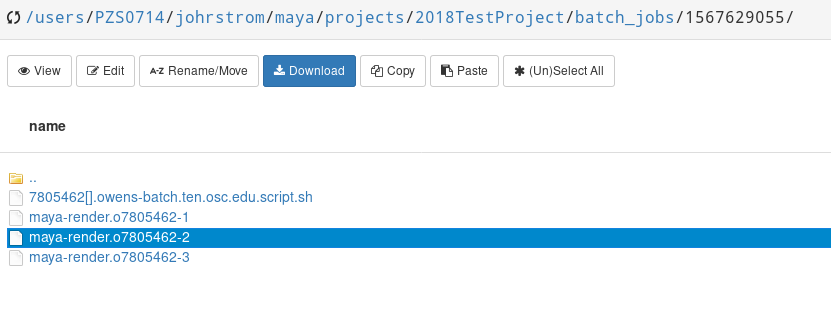 /users/PZS0714/johrstrom/maya/projects/2018TestProject/batch_jobs/1567629055/
View Edit A-Z Rename/Move Download Copy Paste (Un)Select All
name
..
7805462[].owens-batch.ten.osc.edu.script.sh
maya-render.o7805462-1
maya-render.o7805462-2
maya-render.o7805462-3